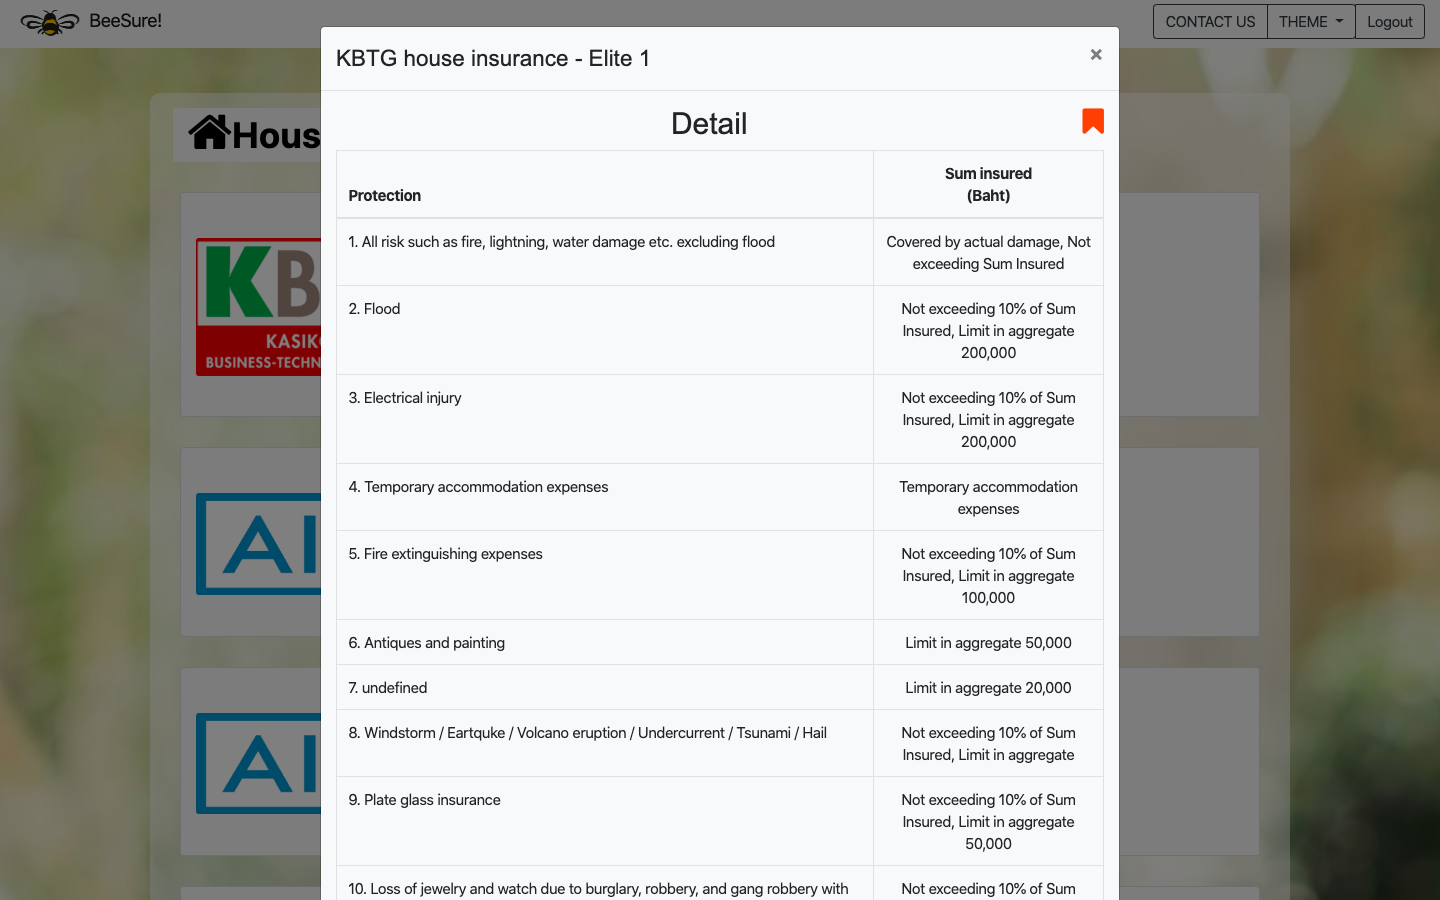 BeeSure!
CONTACT US
THEME
Logout
KBTG house insurance - Elite 1
×
Detail
Hous
Protection
Sum insured
(Baht)
1. All risk such as fire, lightning, water damage etc. excluding flood
Covered by actual damage, Not
exceeding Sum Insured
2. Flood
Not exceeding 10% of Sum
Insured, Limit in aggregate
200,000
3. Electrical injury
Not exceeding 10% of Sum
Insured, Limit in aggregate
200,000
4. Temporary accommodation expenses
Temporary accommodation
expenses
5. Fire extinguishing expenses
Not exceeding 10% of Sum
Insured, Limit in aggregate
100,000
6. Antiques and painting
Limit in aggregate 50,000
7. undefined
Limit in aggregate 20,000
8. Windstorm / Eartquke / Volcano eruption / Undercurrent / Tsunami / Hail
Not exceeding 10% of Sum
Insured, Limit in aggregate
9. Plate glass insurance
Not exceeding 10% of Sum
Insured, Limit in aggregate
50,000
10. Loss of jewelry and watch due to burglary, robbery, and gang robbery with
Not exceeding 10% of Sum
KB
KASIK
BUSINESS-TECHN
AI
AI